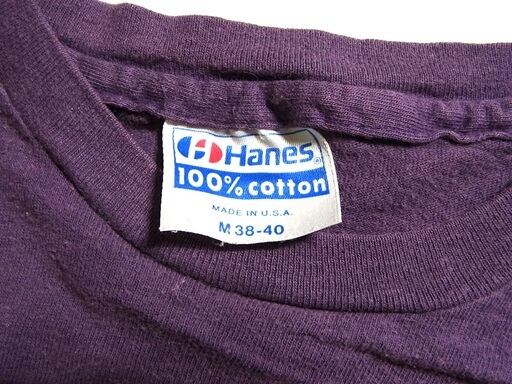 Hanes®
100% cotton
MADE IN U.S.A.
M 38-40